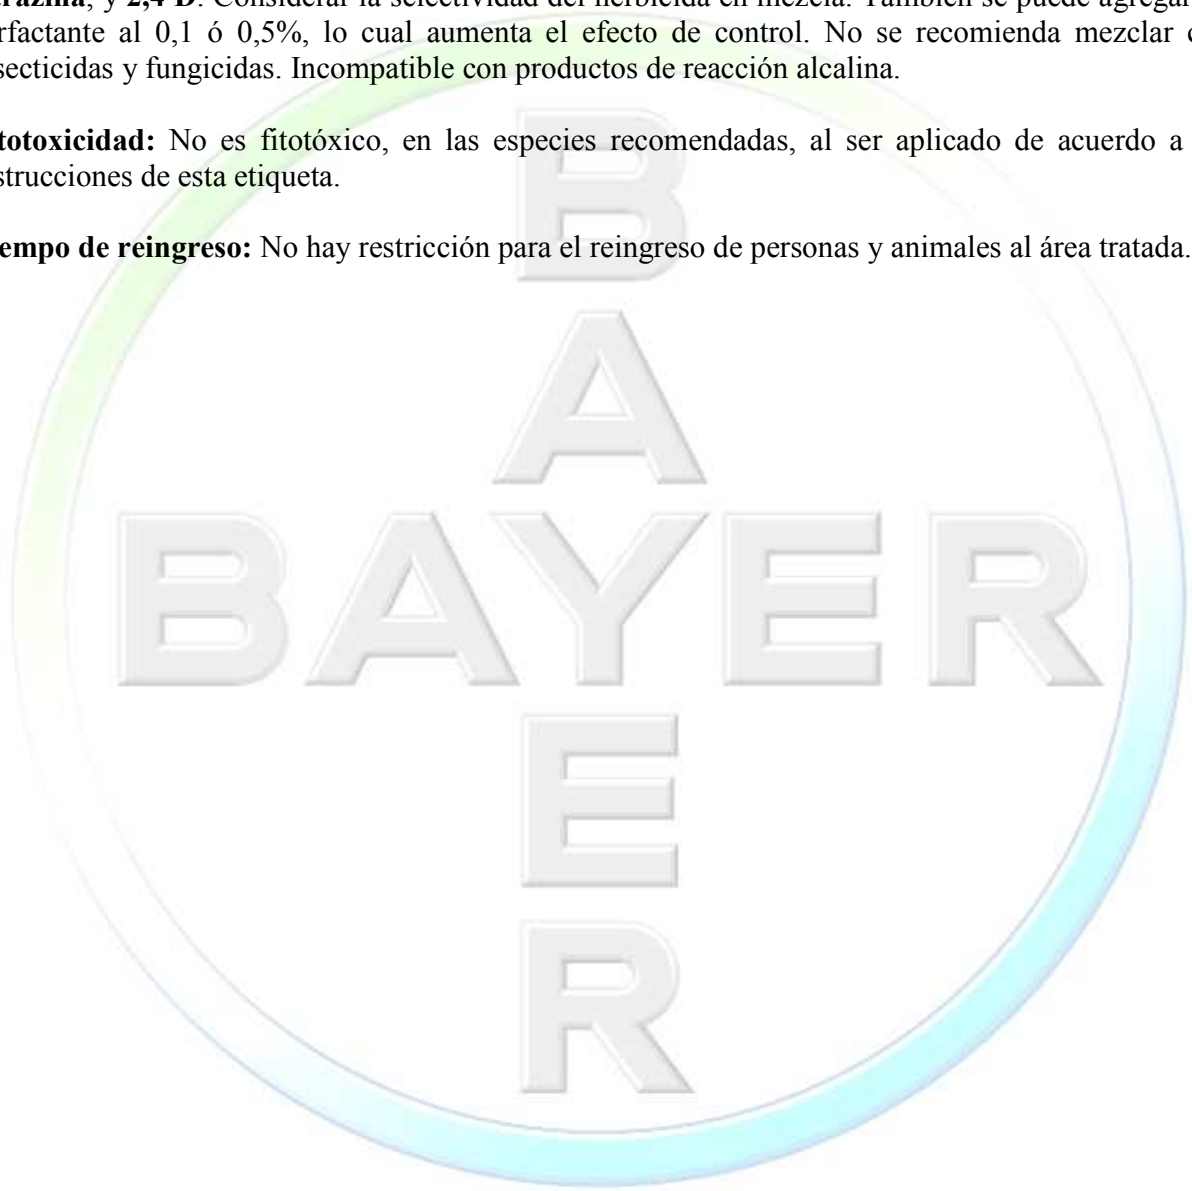 razina, y 2,4-D. Considerar la selectividad del herbicida en mezcla. También se puede agregar
rfactante al 0,1 ó 0,5%, lo cual aumenta el efecto de control. No se recomienda mezclar
secticidas y fungicidas. Incompatible con productos de reacción alcalina.
totoxicidad: No es fitotóxico, en las especies recomendadas, al ser aplicado de acuerdo a
strucciones de esta etiqueta.
empo de reingreso: No hay restricción para el reingreso de personas y animales al área tratada.
B
A
BAYER
E
R